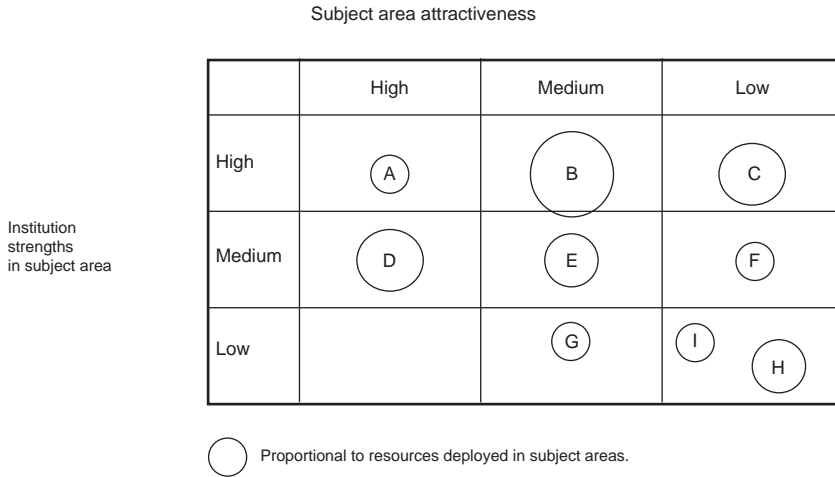 Subject area attractiveness
High Medium Low
High A B C
Institution
strengths
in subject area
Medium D E F
Low G I H
Proportional to resources deployed in subject areas.